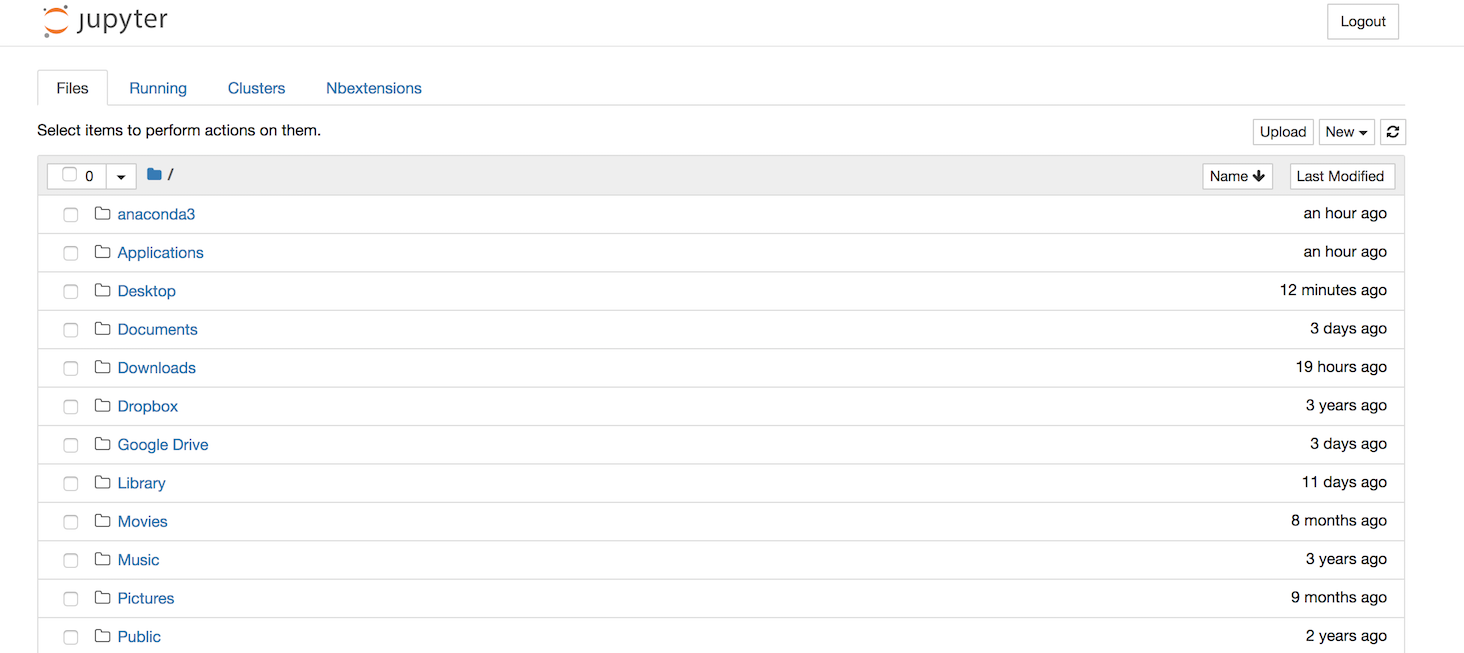 jupyter
Logout
Files Running Clusters Nbextensions
Select items to perform actions on them.
Upload New
0 / Name Last Modified
anaconda3 an hour ago
Applications an hour ago
Desktop 12 minutes ago
Documents 3 days ago
Downloads 19 hours ago
Dropbox 3 years ago
Google Drive 3 days ago
Library 11 days ago
Movies 8 months ago
Music 3 years ago
Pictures 9 months ago
Public 2 years ago